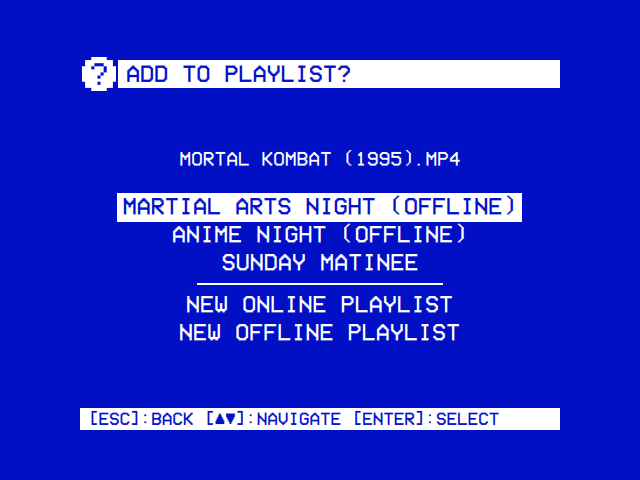 ? ADD TO PLAYLIST?
MORTAL KOMBAT (1995).MP4
MARTIAL ARTS NIGHT (OFFLINE)
ANIME NIGHT (OFFLINE)
SUNDAY MATINEE
NEW ONLINE PLAYLIST
NEW OFFLINE PLAYLIST
[ESC]:BACK [▲▼]:NAVIGATE [ENTER]:SELECT